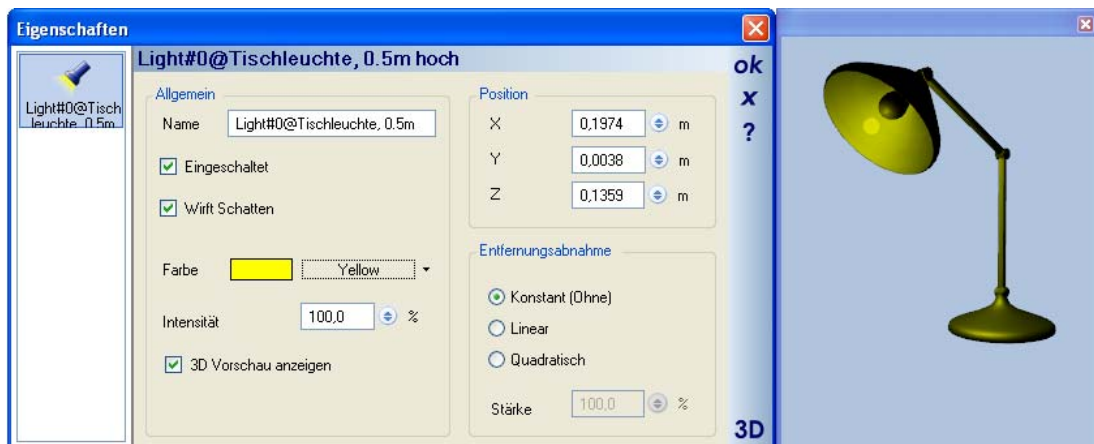 Eigenschaften
Light#0@Tisch
leuchte, 0.5m
Light#0@Tischleuchte, 0.5m hoch
Allgemein
Name Light#0@Tischleuchte, 0.5m
Eingeschaltet
Wirft Schatten
Farbe Yellow
Intensität 100,0 %
3D Vorschau anzeigen
Position
X 0,1974 m
Y 0,0038 m
Z 0,1359 m
Entfernungsabnahme
Konstant (Ohne)
Linear
Quadratisch
Stärke 100,0 %
ok
x
?
3D